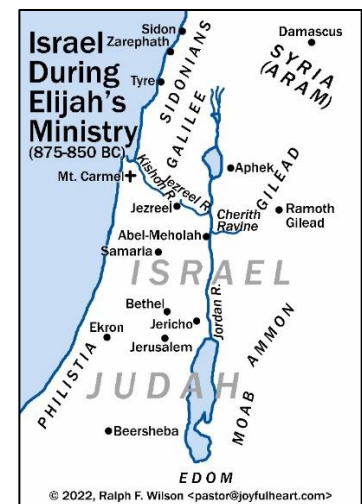 Israel
During
Elijah's
Ministry
(875-850 BC)
Sidon
Zarephath
Tyre
SIDONIANS
Damascus
SYRIA
(ARAM)
GALILEE
Kishon R.
Mt. Carmel
Jezreel R.
Jezreel
Aphek
GILEAD
Cherith
Ravine
Ramoth
Gilead
Abel-Meholah
Samaria
ISRAEL
Jordan R.
Bethel
Jericho
Ekron
Jerusalem
AMMON
PHILISTIA
JUDAH
MOAB
Beersheba
EDOM
© 2022, Ralph F. Wilson <pastor@joyfulheart.com>